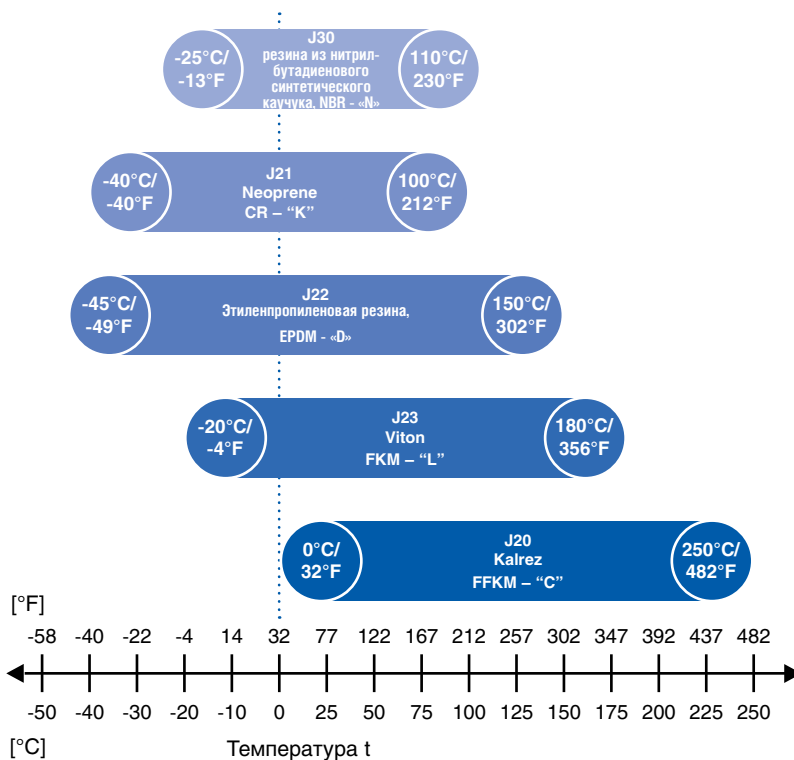 J30
резина из нитрил-
бутадиенового
синтетического
каучука, NBR - «N»
-25°C/
-13°F
110°C/
230°F
J21
Neoprene
CR – “K”
-40°C/
-40°F
100°C/
212°F
J22
Этиленпропиленовая резина,
EPDM - «D»
-45°C/
-49°F
150°C/
302°F
J23
Viton
FKM – “L”
-20°C/
-4°F
180°C/
356°F
J20
Kalrez
FFKM – “C”
0°C/
32°F
250°C/
482°F
[°F]
-58 -40 -22 -4 14 32 77 122 167 212 257 302 347 392 437 482
-50 -40 -30 -20 -10 0 25 50 75 100 125 150 175 200 225 250
[°C] Температура t